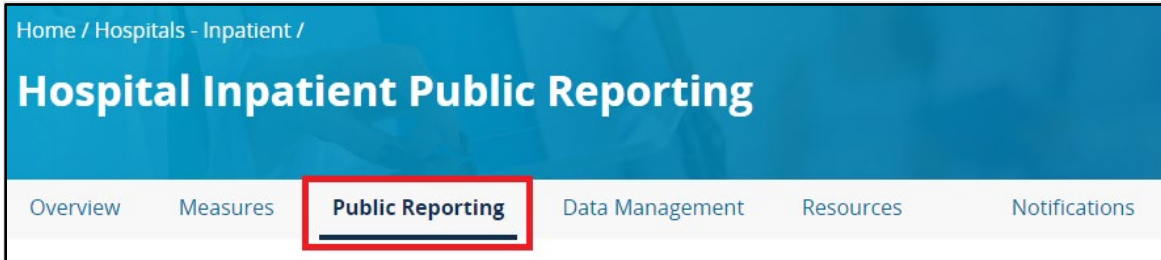 Home / Hospitals - Inpatient /
Hospital Inpatient Public Reporting
Overview Measures Public Reporting Data Management Resources Notifications